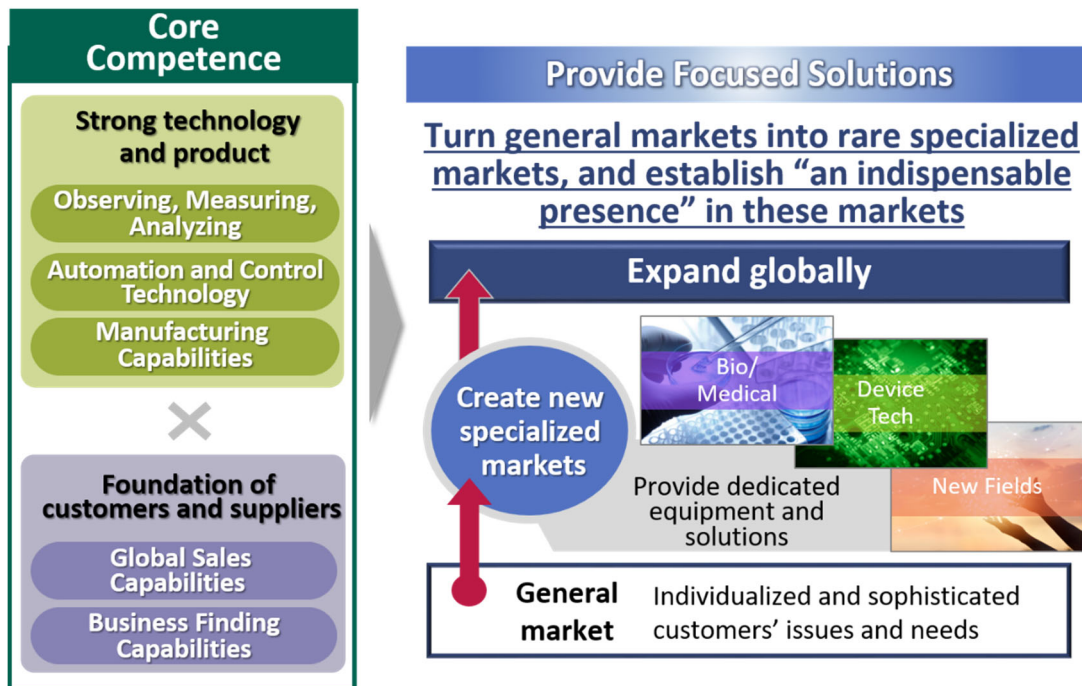 Core
Competence
Strong technology
and product
Observing, Measuring,
Analyzing
Automation and Control
Technology
Manufacturing
Capabilities
Foundation of
customers and suppliers
Global Sales
Capabilities
Business Finding
Capabilities
Provide Focused Solutions
Turn general markets into rare specialized
markets, and establish “an indispensable
presence” in these markets
Expand globally
Create new
specialized
markets
Bio/
Medical
Device
Tech
New Fields
Provide dedicated
equipment and
solutions
General
market
Individualized and sophisticated
customers’ issues and needs